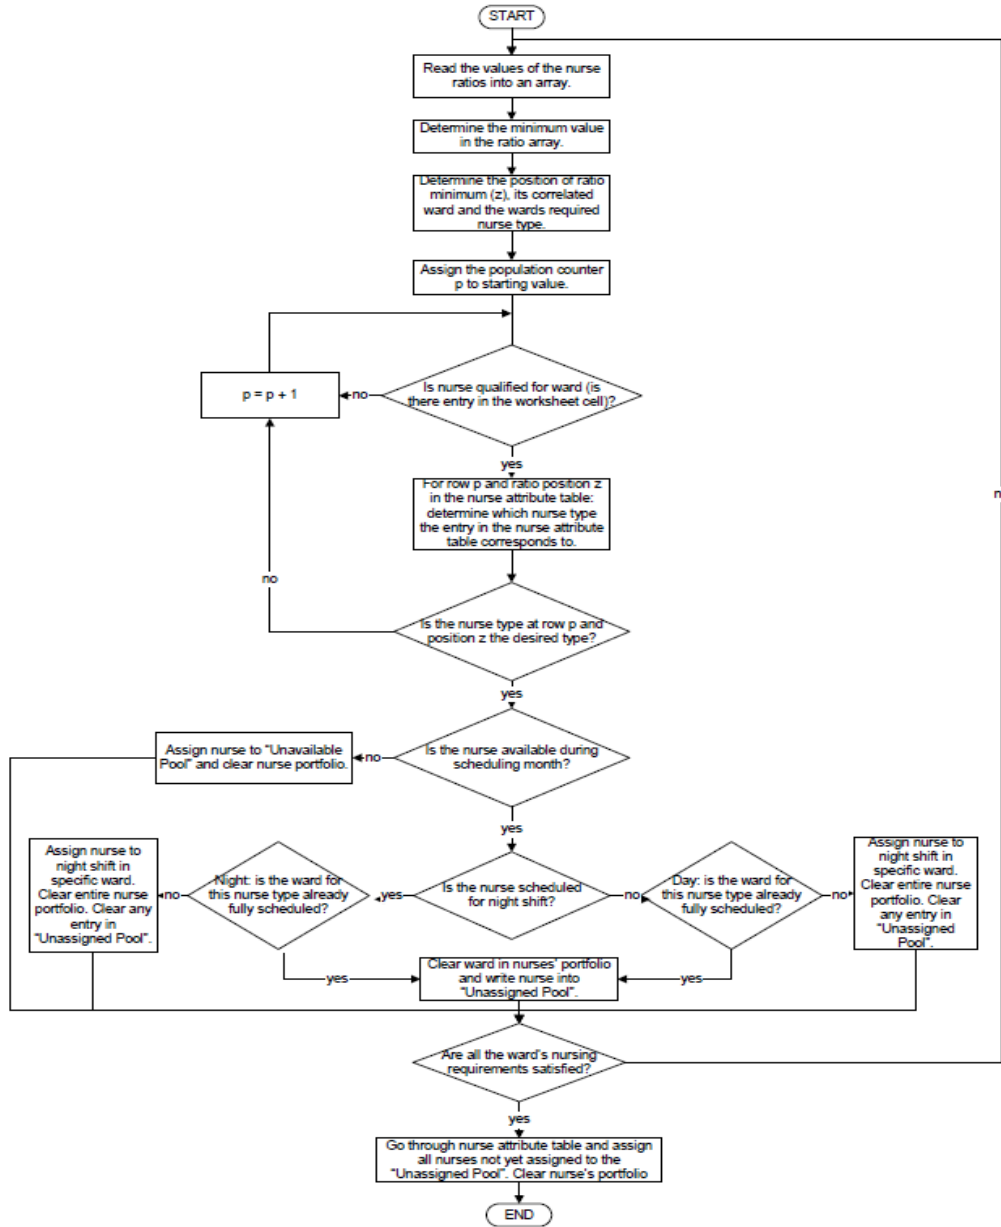 START
Read the values of the nurse
ratios into an array.
Determine the minimum value
in the ratio array.
Determine the position of ratio
minimum (z), its correlated
ward and the wards required
nurse type.
Assign the population counter
p to starting value.
p = p + 1
no
Is nurse qualified for ward (is
there entry in the worksheet cell)?
yes
For row p and ratio position z
in the nurse attribute table:
determine which nurse type
the entry in the nurse attribute
table corresponds to.
n
no
Is the nurse type at row p and
position z the desired type?
yes
Assign nurse to "Unavailable
Pool" and clear nurse portfolio.
no
Is the nurse available during
scheduling month?
yes
Assign nurse to
night shift in
specific ward.
Clear entire nurse
portfolio. Clear any
entry in
"Unassigned Pool".
no
Night: is the ward for
this nurse type already
fully scheduled?
yes
Is the nurse scheduled
for night shift?
no
Day: is the ward for
this nurse type already
fully scheduled?
no
Assign nurse to
night shift in
specific ward.
Clear entire nurse
portfolio. Clear any
entry in
"Unassigned
Pool".
yes
Clear ward in nurses' portfolio
and write nurse into
"Unassigned Pool".
yes
Are all the ward's nursing
requirements satisfied?
yes
Go through nurse attribute table and assign
all nurses not yet assigned to the
"Unassigned Pool". Clear nurse's portfolio
END